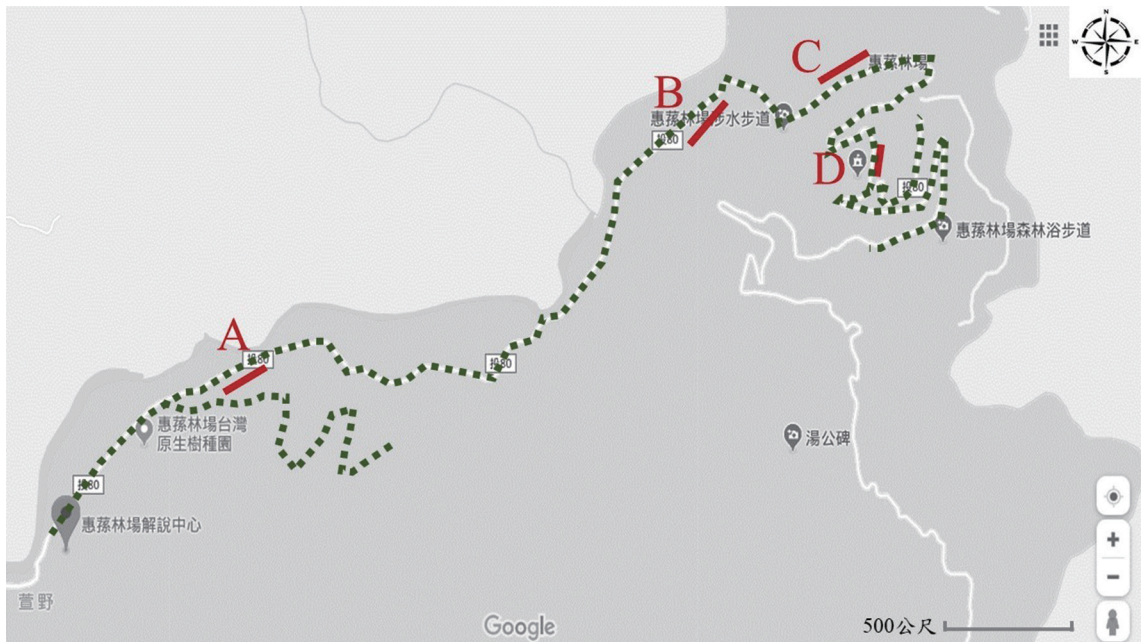 N
W
E
S
C
惠蓀林場
B
惠蓀林場步水步道
投80
D
投80
惠蓀林場森林浴步道
A
投80
投80
惠蓀林場台灣
原生樹種園
湯公碑
投80
惠蓀林場解說中心
萱野
Google
500公尺
+
−